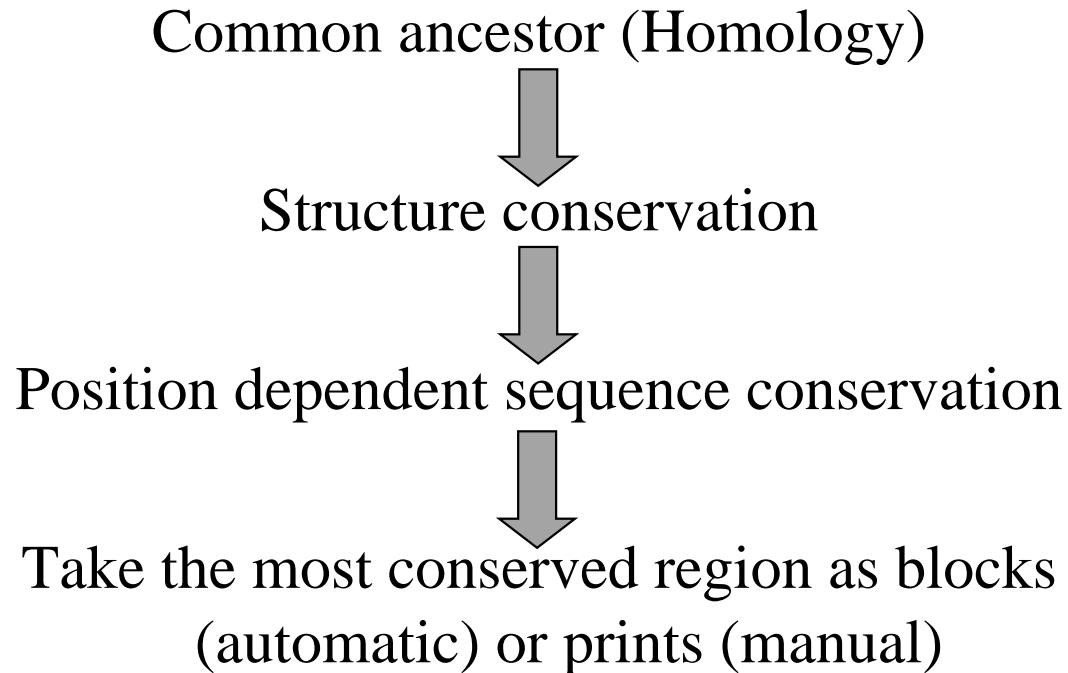 Common ancestor (Homology)
Structure conservation
Position dependent sequence conservation
Take the most conserved region as blocks
(automatic) or prints (manual)